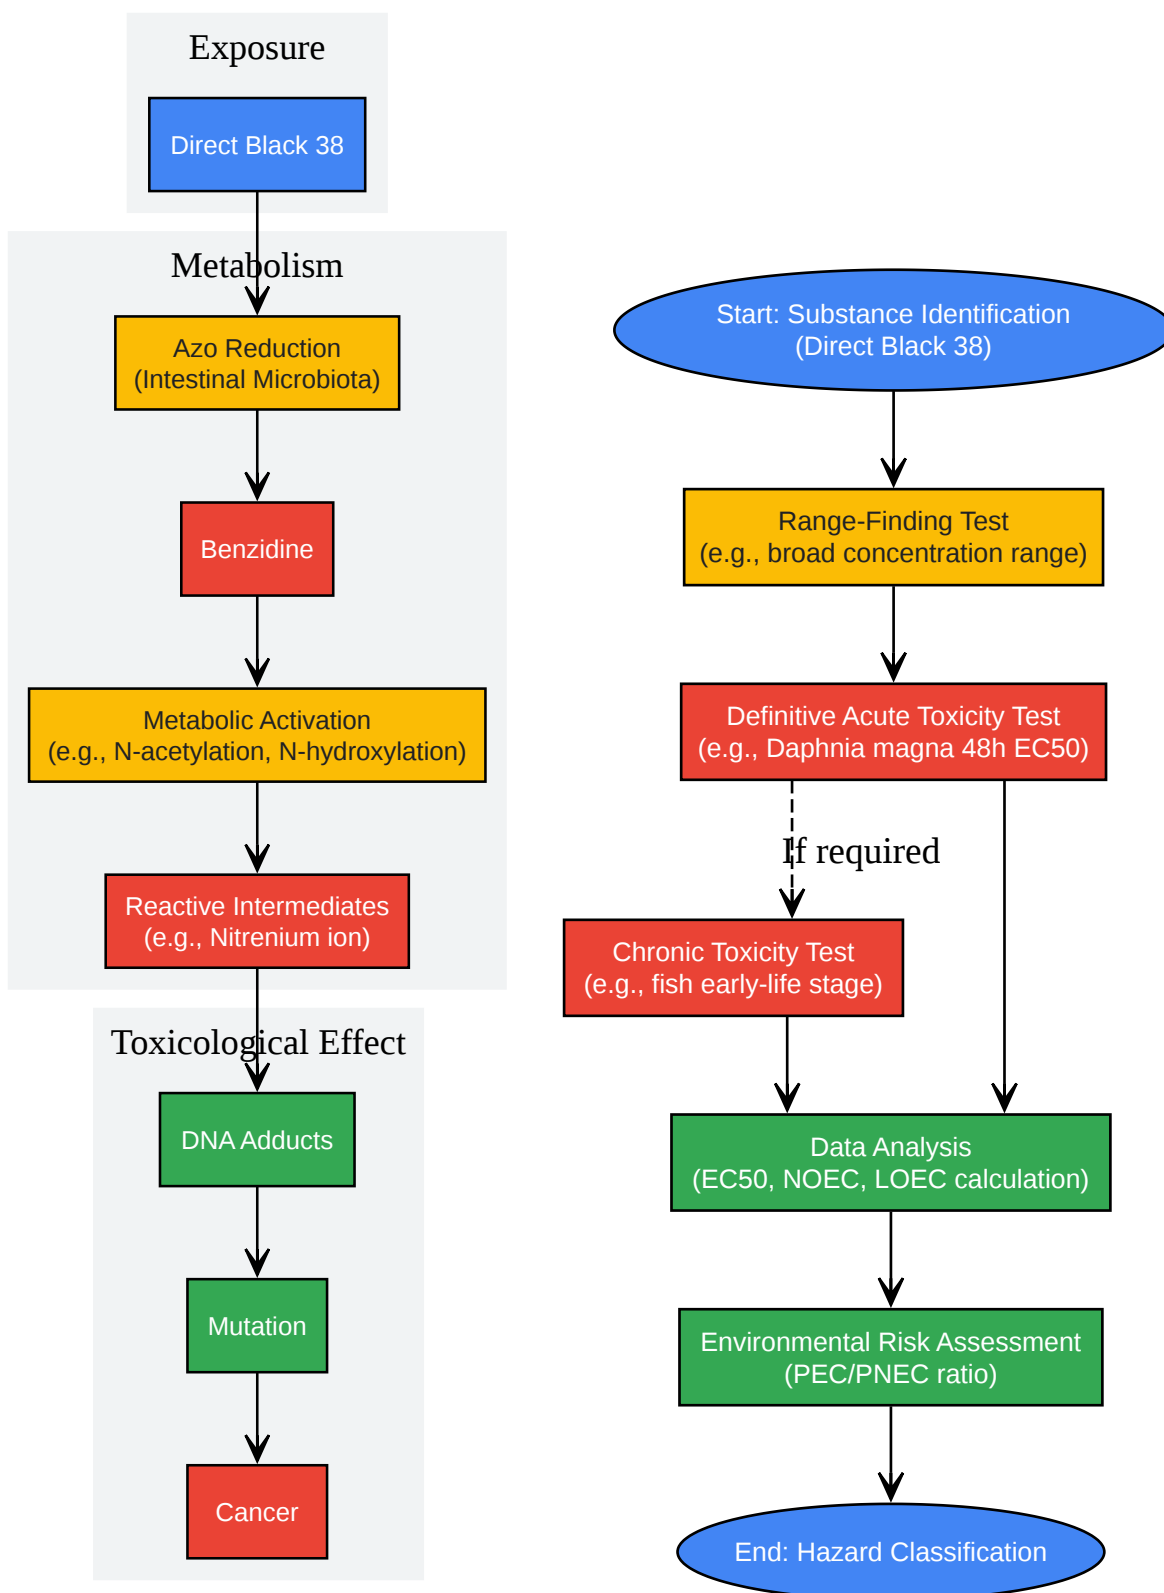 Exposure
Direct Black 38
Metabolism
Azo Reduction
(Intestinal Microbiota)
Benzidine
Metabolic Activation
(e.g., N-acetylation, N-hydroxylation)
Reactive Intermediates
(e.g., Nitrenium ion)
Toxicological Effect
DNA Adducts
Mutation
Cancer
Start: Substance Identification
(Direct Black 38)
Range-Finding Test
(e.g., broad concentration range)
Definitive Acute Toxicity Test
(e.g., Daphnia magna 48h EC50)
If required
Chronic Toxicity Test
(e.g., fish early-life stage)
Data Analysis
(EC50, NOEC, LOEC calculation)
Environmental Risk Assessment
(PEC/PNEC ratio)
End: Hazard Classification